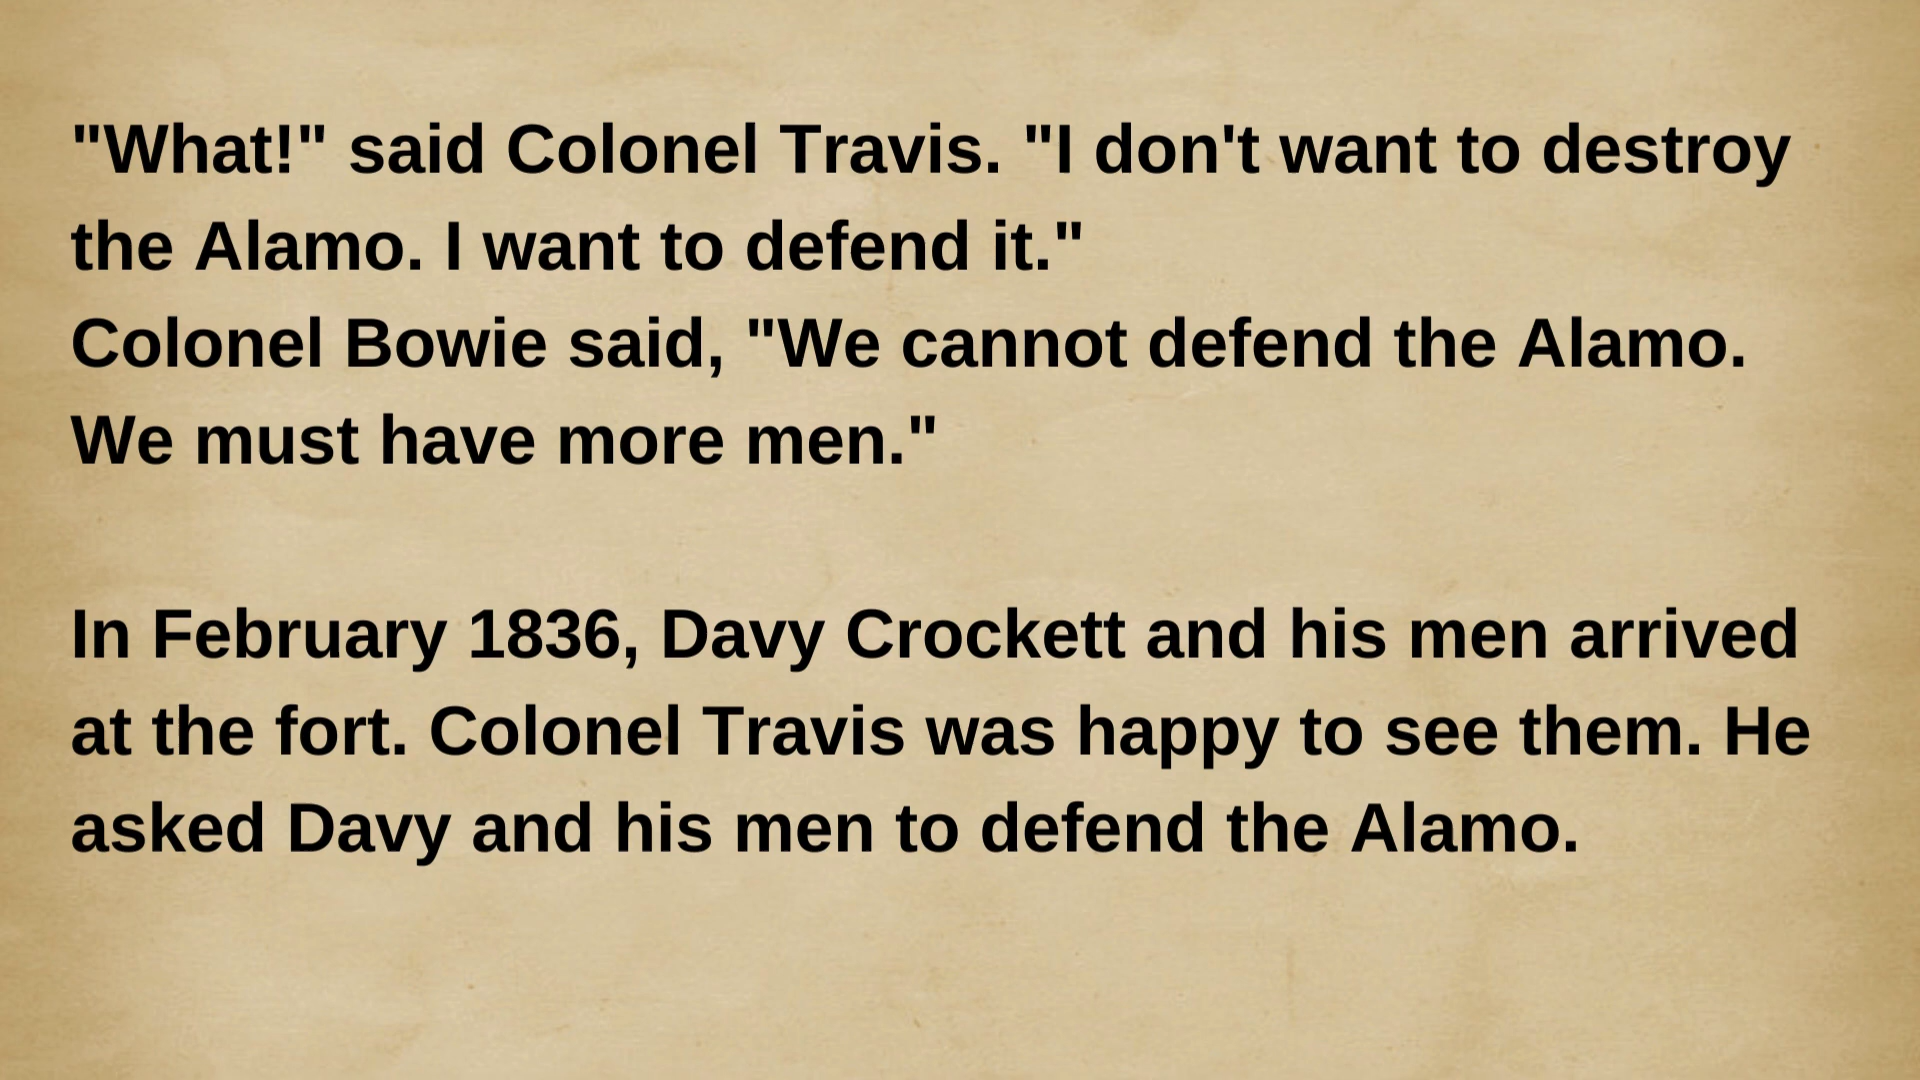 "What!" said Colonel Travis. "I don't want to destroy
the Alamo. I want to defend it."
Colonel Bowie said, "We cannot defend the Alamo.
We must have more men."
In February 1836, Davy Crockett and his men arrived
at the fort. Colonel Travis was happy to see them. He
asked Davy and his men to defend the Alamo.